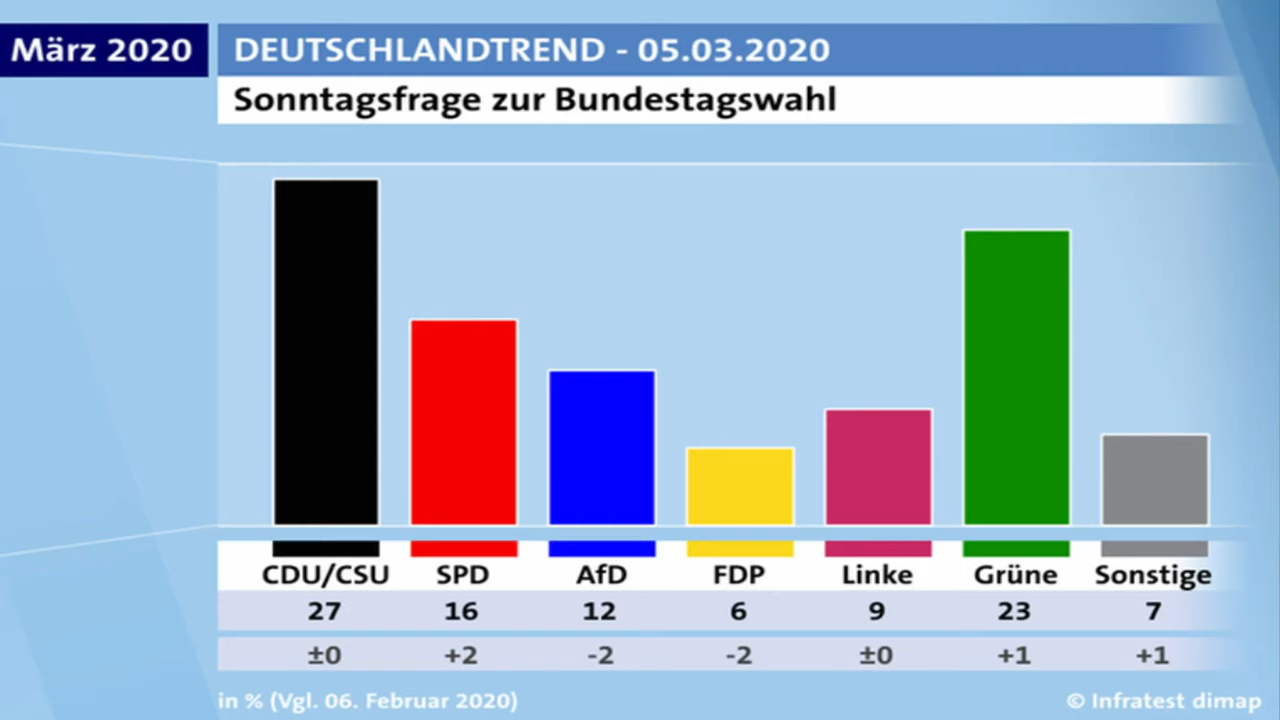 März 2020
DEUTSCHLANDTREND - 05.03.2020
Sonntagsfrage zur Bundestagswahl
CDU/CSU SPD AfD FDP Linke Grüne Sonstige
27 16 12 6 9 23 7
±0 +2 -2 -2 ±0 +1 +1
in % (Vgl. 06. Februar 2020) © Infratest dimap